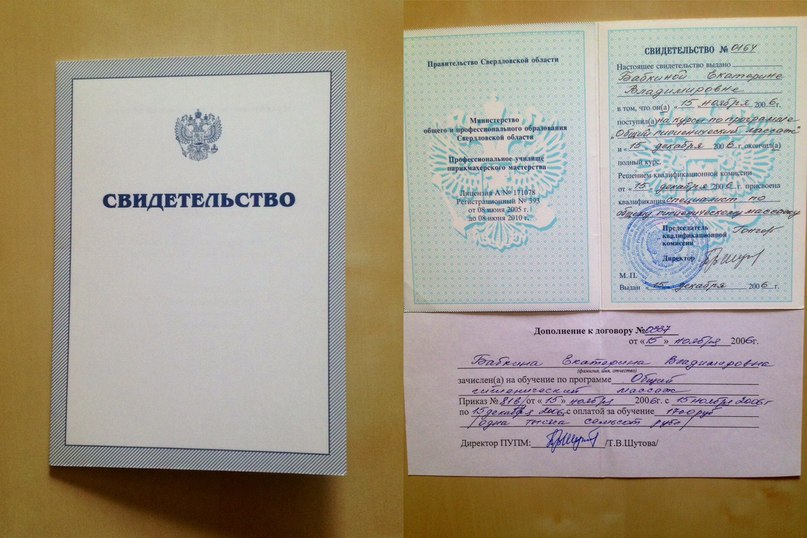 СВИДЕТЕЛЬСТВО
Правительство Свердловской области
Министерство
общего и профессионального образования
Свердловской области
Профессиональное училище
парикмахерского мастерства
Лицензия А № 171078
Регистрационный № 595
от 08 июня 2005 г.
до 08 июня 2010 г.
СВИДЕТЕЛЬСТВО № 0164
Настоящее свидетельство выдано
Бабкиной Екатерине
Владимировне
в том, что он(а) «15 ноября 2006 г.
поступил(а) на курсы по программе
"Общий гигиенический массаж"
и «15 декабря 2006 г. окончил(а)
полный курс.
Решением квалификационной комиссии
от «15 декабря 2006 г. присвоена
квалификация специалист по
общему гигиеническому массажу
Председатель
квалификационной
комиссии
Директор
М. П.
Выдан 15 декабря 2006 г.
Дополнение к договору № 0967
от «15» ноября 2006г.
Бабкина Екатерина Владимировна
(фамилия, имя, отчество)
зачислен(а) на обучение по программе Общий
гигиенический массаж
Приказ № 81в/ от «15» ноября 2006г. с 15 ноября 2006г
по 15 декабря 2006г с оплатой за обучение 1700 руб
/одна тысяча семьсот руб/
Директор ПУПМ: /Т.В.Шутова/